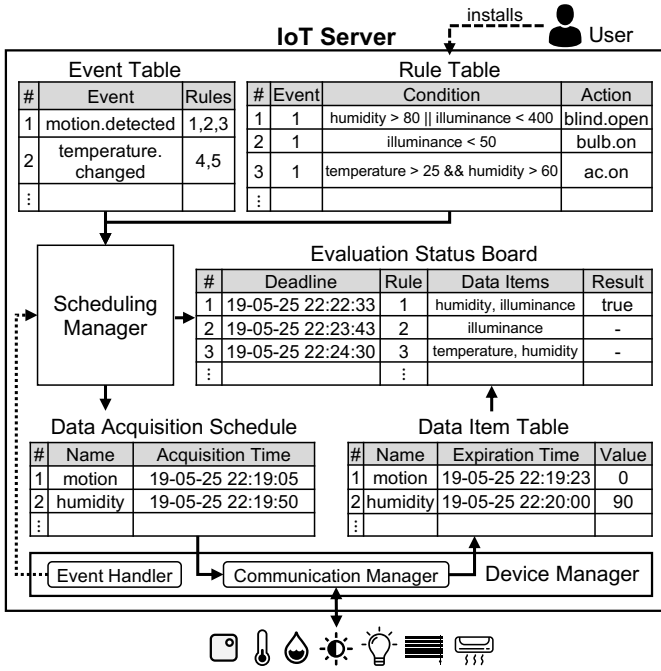 installs
IoT Server
User
Event Table
# Event Rules
1 motion.detected 1,2,3
2 temperature. changed 4,5
⋮
Rule Table
# Event Condition Action
1 1 humidity > 80 || illuminance < 400 blind.open
2 1 illuminance < 50 bulb.on
3 1 temperature > 25 && humidity > 60 ac.on
⋮
Scheduling
Manager
Evaluation Status Board
# Deadline Rule Data Items Result
1 19-05-25 22:22:33 1 humidity, illuminance true
2 19-05-25 22:23:43 2 illuminance -
3 19-05-25 22:24:30 3 temperature, humidity -
⋮ ⋮
Data Acquisition Schedule
# Name Acquisition Time
1 motion 19-05-25 22:19:05
2 humidity 19-05-25 22:19:50
⋮
Data Item Table
# Name Expiration Time Value
1 motion 19-05-25 22:19:23 0
2 humidity 19-05-25 22:20:00 90
⋮
Event Handler
Communication Manager
Device Manager